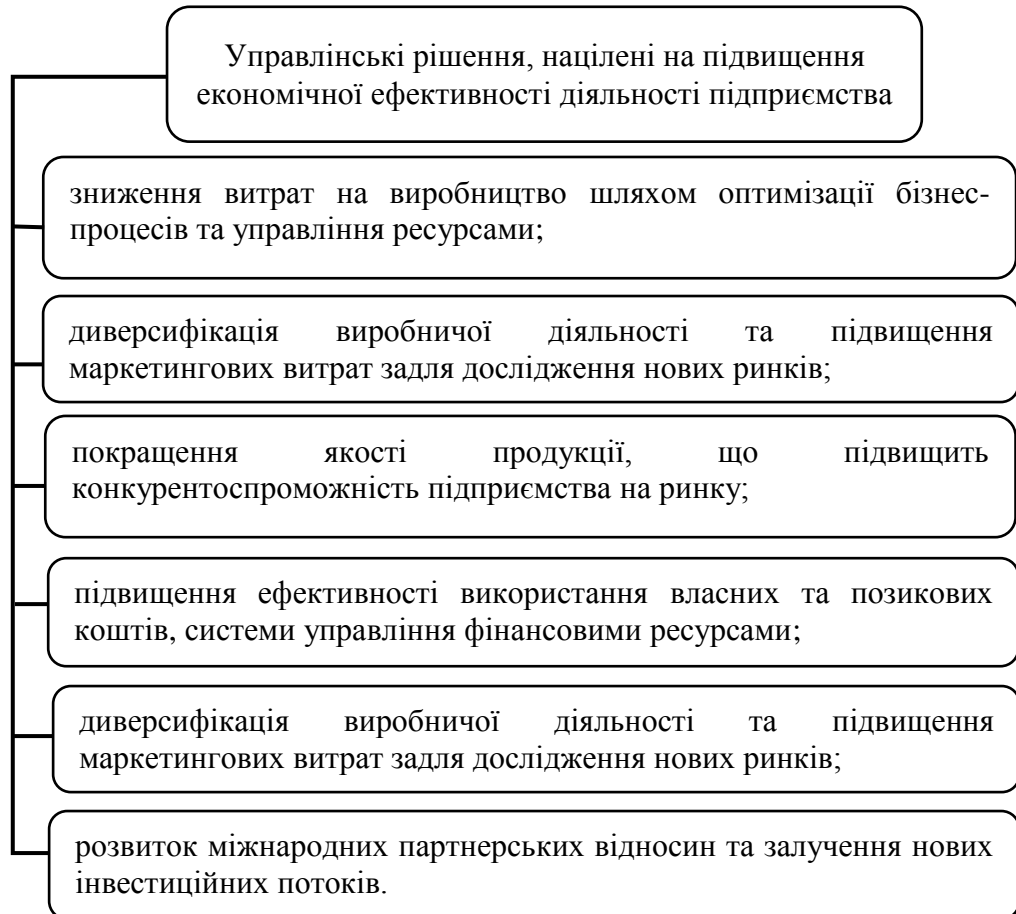 Управлінські рішення, націлені на підвищення
економічної ефективності діяльності підприємства
зниження витрат на виробництво шляхом оптимізації бізнес-
процесів та управління ресурсами;
диверсифікація виробничої діяльності та підвищення
маркетингових витрат задля дослідження нових ринків;
покращення якості продукції, що підвищить
конкурентоспроможність підприємства на ринку;
підвищення ефективності використання власних та позикових
коштів, системи управління фінансовими ресурсами;
диверсифікація виробничої діяльності та підвищення
маркетингових витрат задля дослідження нових ринків;
розвиток міжнародних партнерських відносин та залучення нових
інвестиційних потоків.